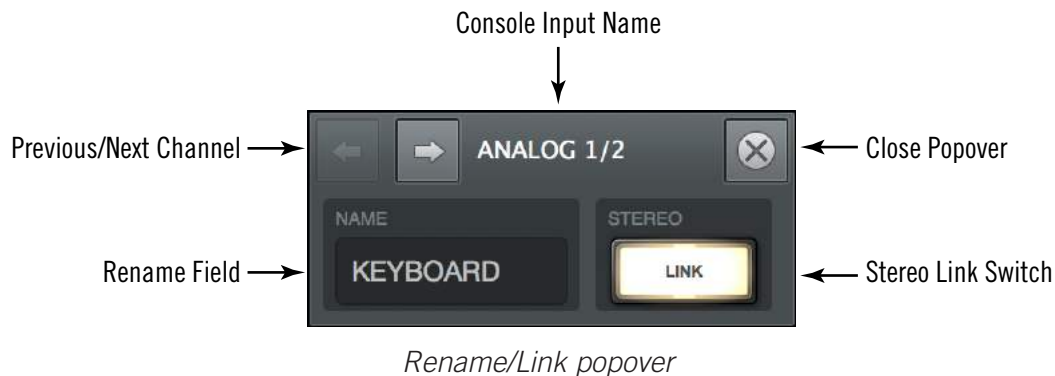 Console Input Name
Previous/Next Channel
ANALOG 1/2
Close Popover
NAME
STEREO
Rename Field
KEYBOARD
LINK
Stereo Link Switch
Rename/Link popover